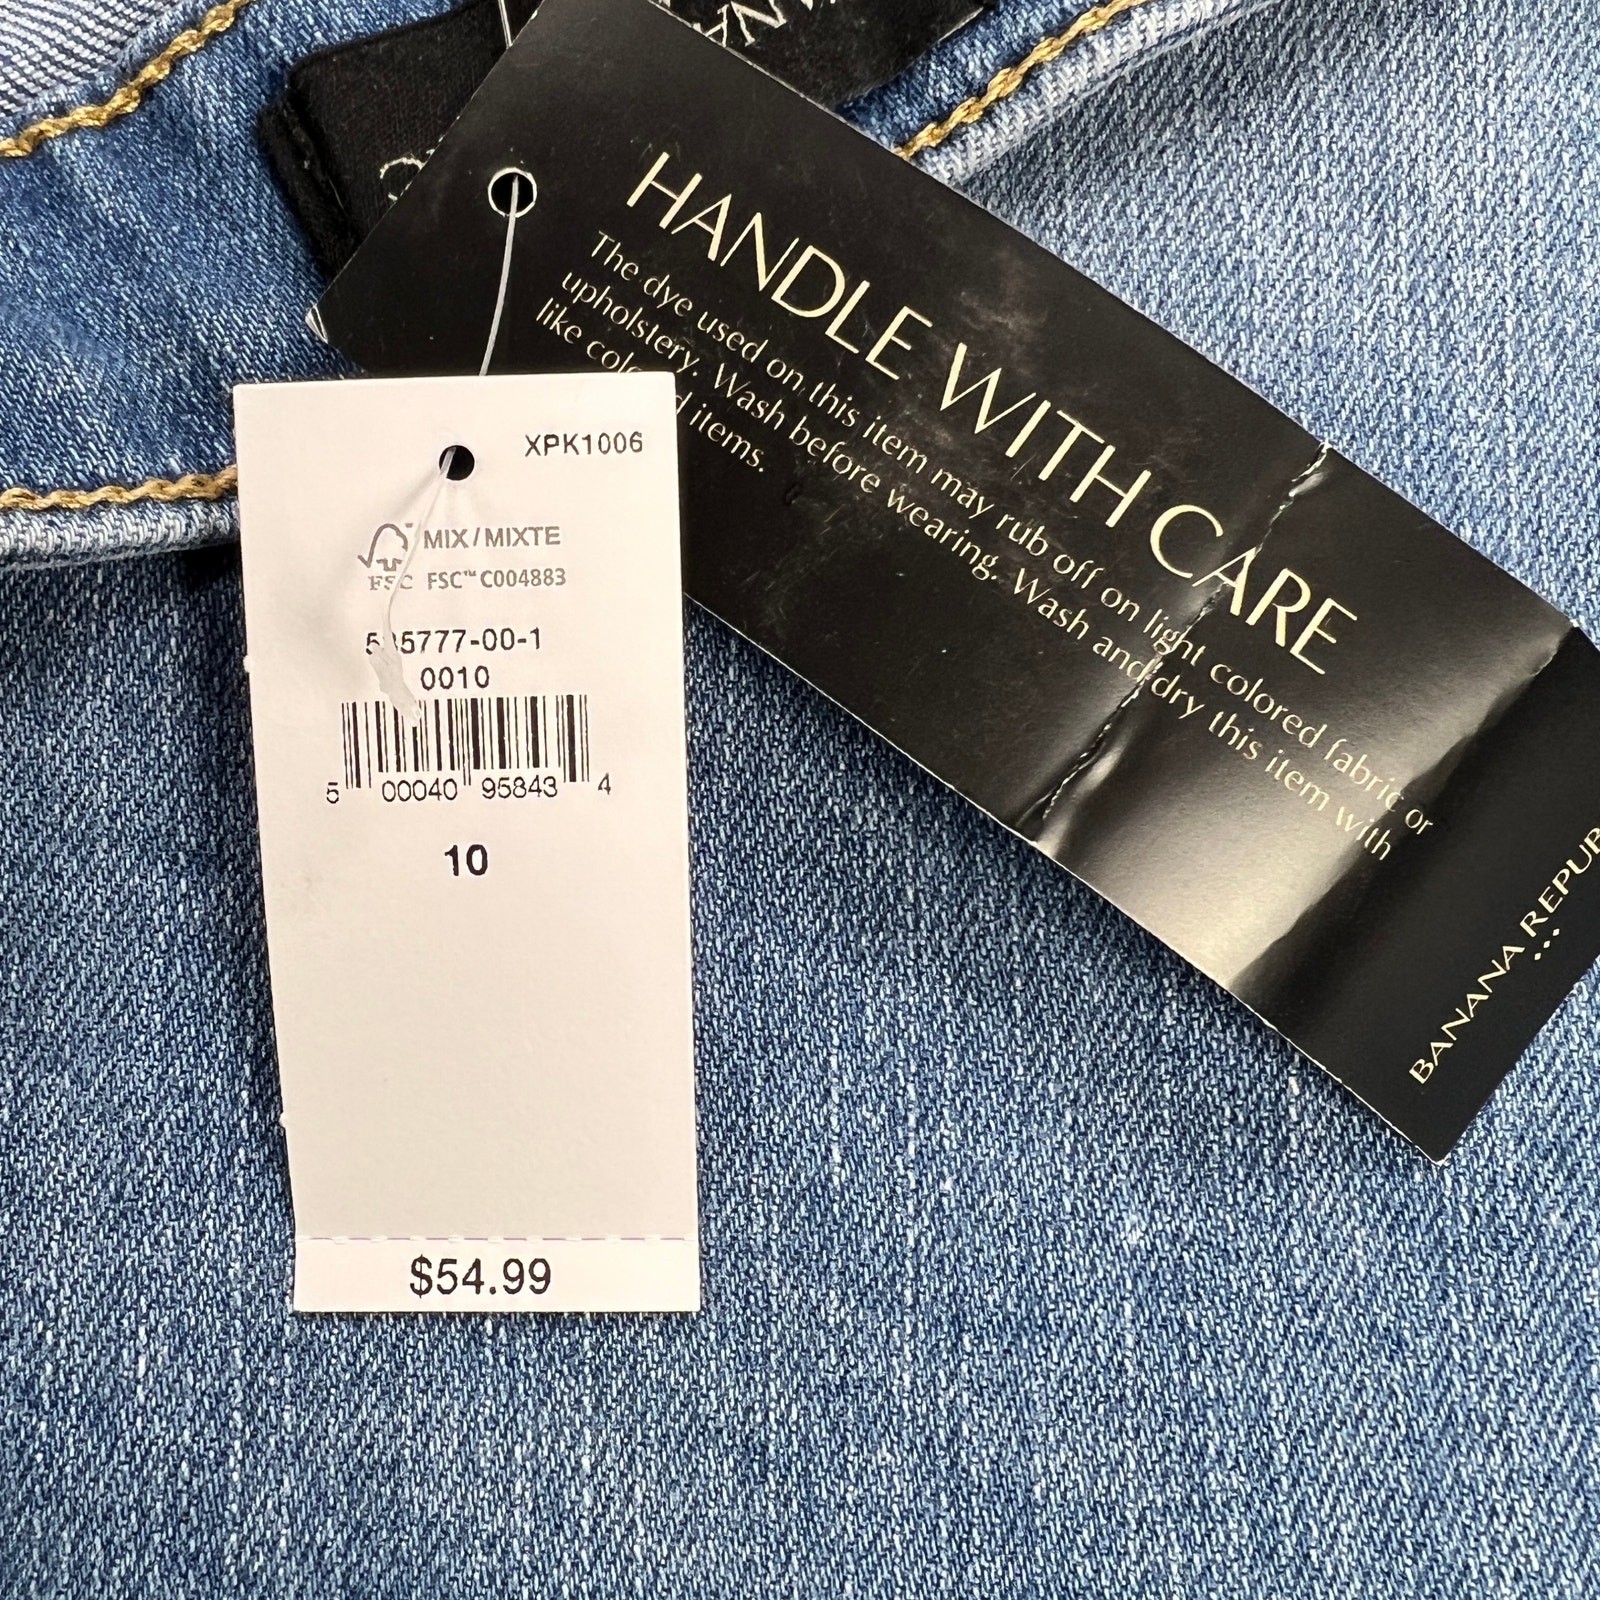 HANDLE WITH CARE
The dye used on this item may rub off on light colored fabric or
upholstery. Wash before wearing. Wash and dry this item with
like items.
BANANA
XPK1006
MIX / MIXTE
FSC FSC™ C004883
0010
5 00040 95843 4
10
$54.99